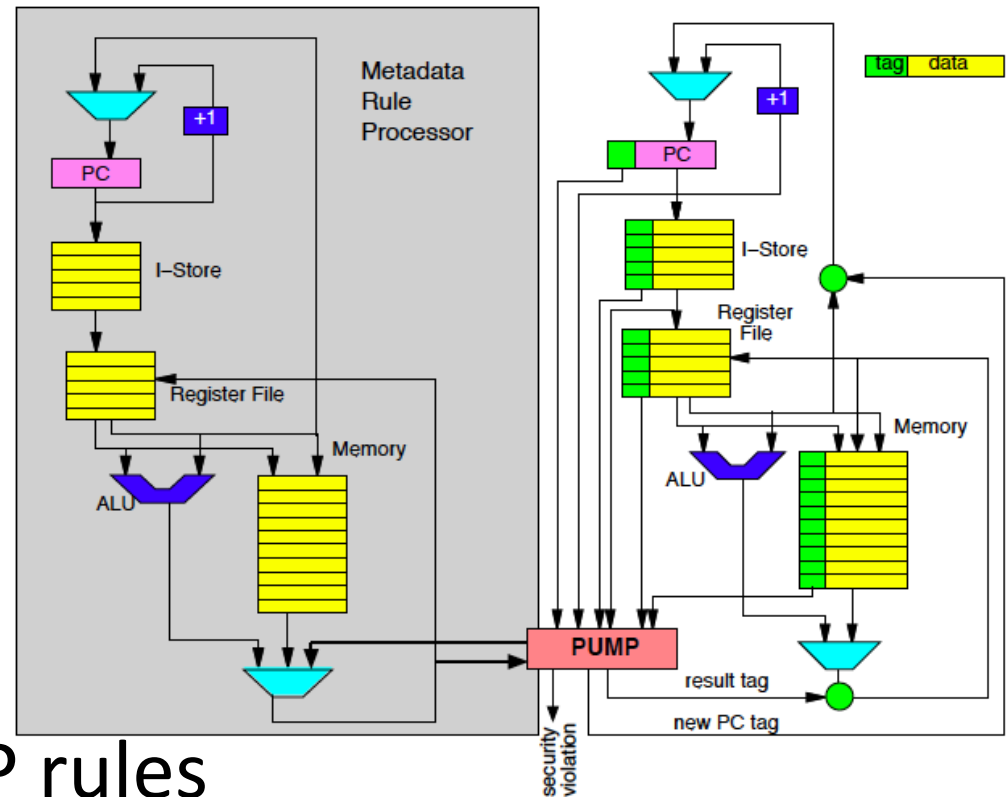 Metadata
Rule
Processor
+1
PC
I-Store
Register File
Memory
ALU
tag data
+1
PC
I-Store
Register
File
Memory
ALU
PUMP
result tag
new PC tag
security
violation
P rules